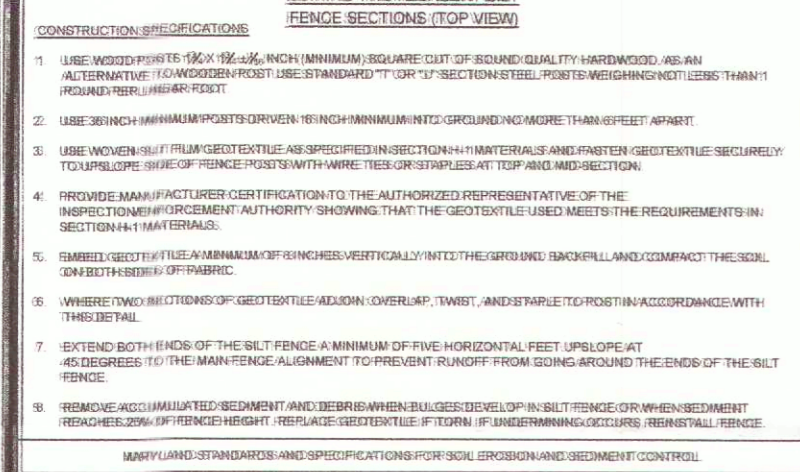 FENCE SECTIONS (TOP VIEW)
CONSTRUCTION SPECIFICATIONS
1. USE WOOD POSTS 1¾ X 1¾ ± 1/16 INCH (MINIMUM) SQUARE CUT OF SOUND QUALITY HARDWOOD. AS AN
ALTERNATIVE TO WOODEN POST USE STANDARD "T" OR "U" SECTION STEEL POSTS WEIGHING NOT LESS THAN 1
POUND PER LINEAR FOOT.
2. USE 36 INCH MINIMUM POSTS DRIVEN 16 INCH MINIMUM INTO GROUND NO MORE THAN 6 FEET APART.
3. USE WOVEN SLIT FILM GEOTEXTILE AS SPECIFIED IN SECTION H-1 MATERIALS AND FASTEN GEOTEXTILE SECURELY
TO UPSLOPE SIDE OF FENCE POSTS WITH WIRE TIES OR STAPLES AT TOP AND MID-SECTION.
4. PROVIDE MANUFACTURER CERTIFICATION TO THE AUTHORIZED REPRESENTATIVE OF THE
INSPECTION/ENFORCEMENT AUTHORITY SHOWING THAT THE GEOTEXTILE USED MEETS THE REQUIREMENTS IN
SECTION H-1 MATERIALS.
5. EMBED GEOTEXTILE A MINIMUM OF 8 INCHES VERTICALLY INTO THE GROUND. BACKFILL AND COMPACT THE SOIL
ON BOTH SIDES OF FABRIC.
6. WHERE TWO SECTIONS OF GEOTEXTILE ADJOIN: OVERLAP, TWIST, AND STAPLE TO POST IN ACCORDANCE WITH
THIS DETAIL.
7. EXTEND BOTH ENDS OF THE SILT FENCE A MINIMUM OF FIVE HORIZONTAL FEET UPSLOPE AT
45 DEGREES TO THE MAIN FENCE ALIGNMENT TO PREVENT RUNOFF FROM GOING AROUND THE ENDS OF THE SILT
FENCE.
8. REMOVE ACCUMULATED SEDIMENT AND DEBRIS WHEN BULGES DEVELOP IN SILT FENCE OR WHEN SEDIMENT
REACHES 25% OF FENCE HEIGHT. REPLACE GEOTEXTILE IF TORN. IF UNDERMINING OCCURS, REINSTALL FENCE.
MARYLAND STANDARDS AND SPECIFICATIONS FOR SOIL EROSION AND SEDIMENT CONTROL